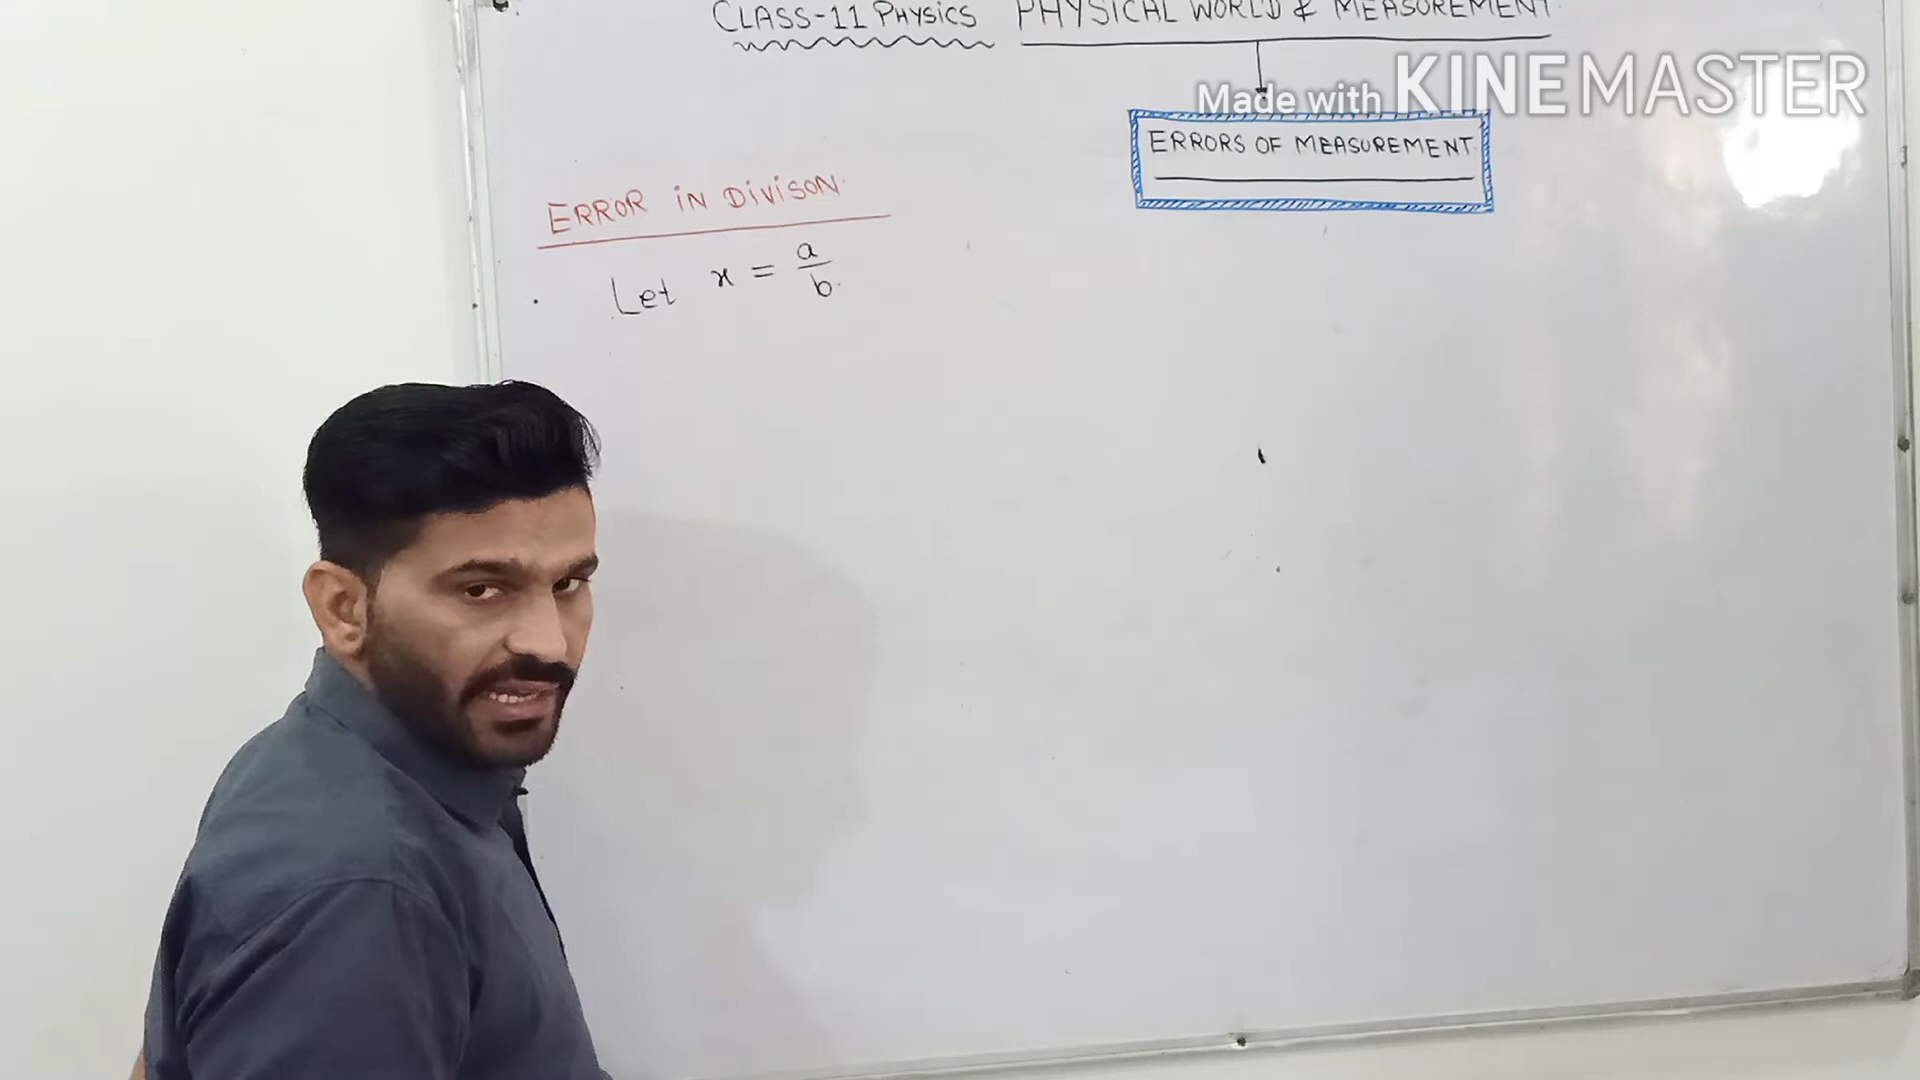 CLASS-11 PHYSICS PHYSICAL WORLD & MEASUREMENT
Made with KINEMASTER
ERRORS OF MEASUREMENT
ERROR IN DIVISON
Let x = a/b